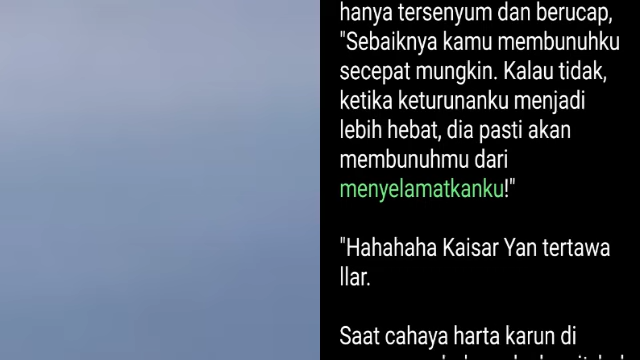 hanya tersenyum dan berucap,
"Sebaiknya kamu membunuhku
secepat mungkin. Kalau tidak,
ketika keturunanku menjadi
lebih hebat, dia pasti akan
membunuhmu dari
menyelamatkanku!"
"Hahahaha Kaisar Yan tertawa
llar.
Saat cahaya harta karun di